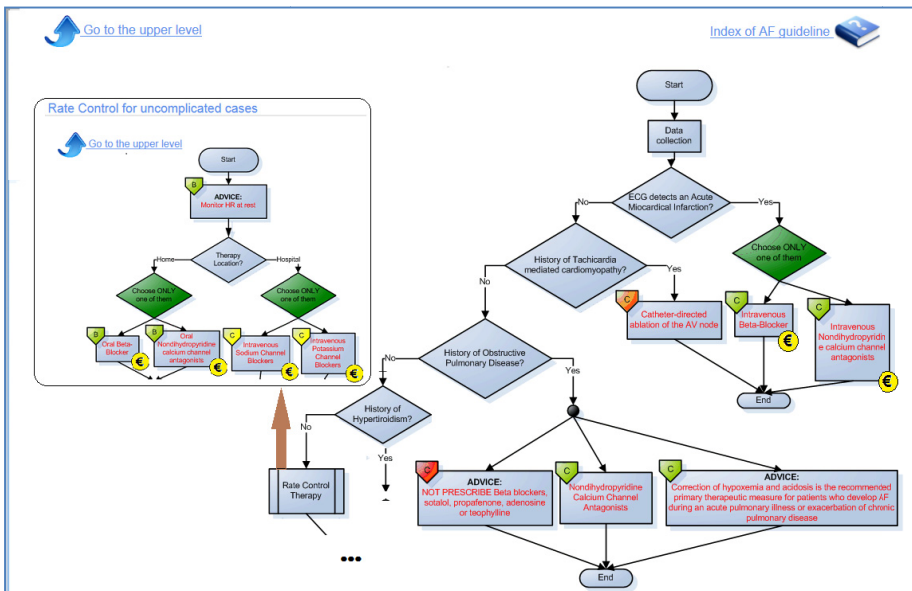 Go to the upper level
Index of AF guideline
Rate Control for uncomplicated cases
Go to the upper level
Start
B
ADVICE:
Monitor HR at rest
Therapy
Location?
Home
Hospital
Choose ONLY
one of them
Choose ONLY
one of them
B
Oral Beta-
Blocker
€
B
Oral
Nondihydropyridine
calcium channel
antagonists
€
C
Intravenous
Sodium Channel
Blockers
€
C
Intravenous
Potassium
Channel
Blockers
€
Start
Data
collection
ECG detects an Acute
Miocardical Infarction?
No
Yes
Choose ONLY
one of them
History of Tachicardia
mediated cardiomyopathy?
No
Yes
C
Catheter-directed
ablation of the AV node
C
Intravenous
Beta-Blocker
€
C
Intravenous
Nondihydropyridin
e calcium channel
antagonists
€
End
History of Obstructive
Pulmonary Disease?
No
Yes
History of
Hypertiroidism?
No
Yes
Rate Control
Therapy
...
C
ADVICE:
NOT PRESCRIBE Beta blockers,
sotalol, propafenone, adenosine
or teophylline
C
Nondihydropyridine
Calcium Channel
Antagonists
C
ADVICE:
Correction of hypoxemia and acidosis is the recommended
primary therapeutic measure for patients who develop AF
during an acute pulmonary illness or exacerbation of chronic
pulmonary disease
End